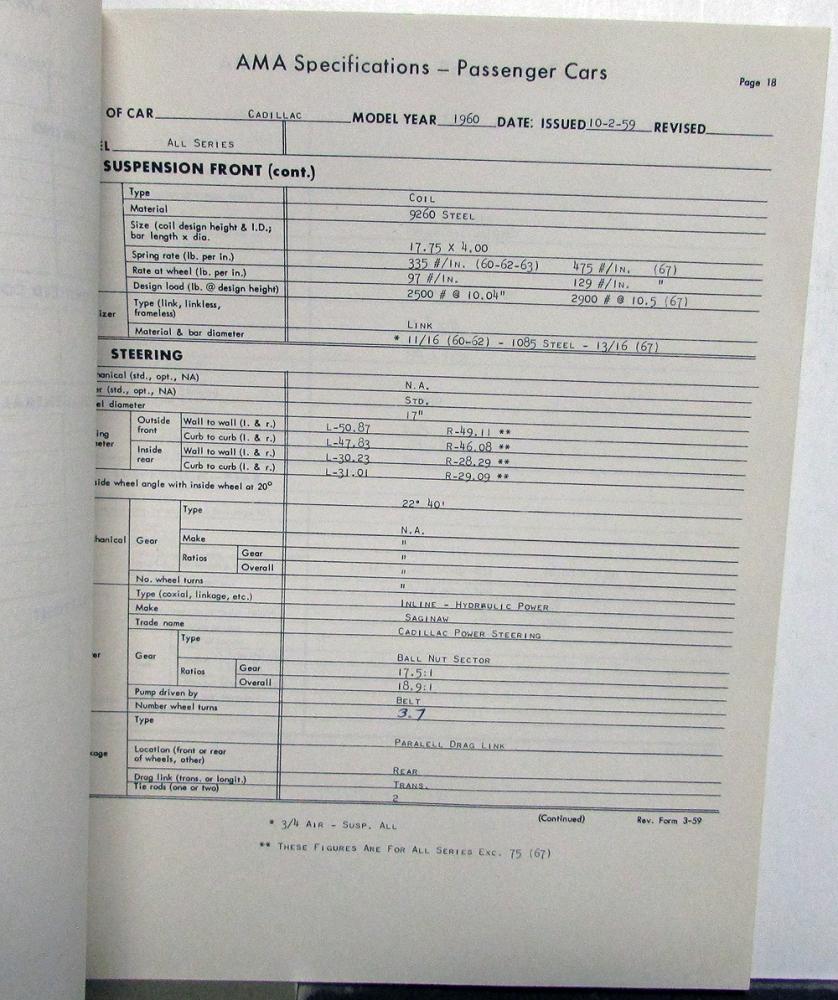 AMA Specifications – Passenger Cars
Page 18
OF CAR CADILLAC MODEL YEAR 1960 DATE: ISSUED 10-2-59 REVISED
EL ALL SERIES
SUSPENSION FRONT (cont.)
Type COIL
Material 9260 STEEL
Size (coil design height & I.D.;
bar length x dia. 17.75 X 4.00
Spring rate (lb. per in.) 335 #/IN. (60-62-63) 475 #/IN. (67)
Rate at wheel (lb. per in.) 97 #/IN. 129 #/IN. "
Design load (lb. @ design height) 2500 # @ 10.04" 2900 # @ 10.5 (67)
izer Type (link, linkless,
frameless) LINK
Material & bar diameter * 11/16 (60-62) - 1085 STEEL - 13/16 (67)
STEERING
anical (std., opt., NA) N.A.
er (std., opt., NA) STD.
el diameter 17"
ing
eter
Outside
front
Wall to wall (l. & r.) L-50.87 R-49.11 **
Curb to curb (l. & r.) L-47.83 R-46.08 **
Inside
rear
Wall to wall (l. & r.) L-30.23 R-28.29 **
Curb to curb (l. & r.) L-31.01 R-29.09 **
ide wheel angle with inside wheel at 20° 22° 40'
hanical Gear Type N.A.
Make "
Ratios Gear "
Overall "
No. wheel turns "
Type (coxial, linkage, etc.) INLINE - HYDRAULIC POWER
Make SAGINAW
Trade name CADILLAC POWER STEERING
er Gear Type BALL NUT SECTOR
Ratios Gear 17.5:1
Overall 18.9:1
Pump driven by BELT
Number wheel turns 3.7
Type PARALELL DRAG LINK
kage Location (front or rear
of wheels, other) REAR
Drag link (trans. or longit.) TRANS.
Tie rods (one or two) 2
(Continued) Rev. Form 3-59
* 3/4 AIR - SUSP. ALL
** THESE FIGURES ARE FOR ALL SERIES EXC. 75 (67)